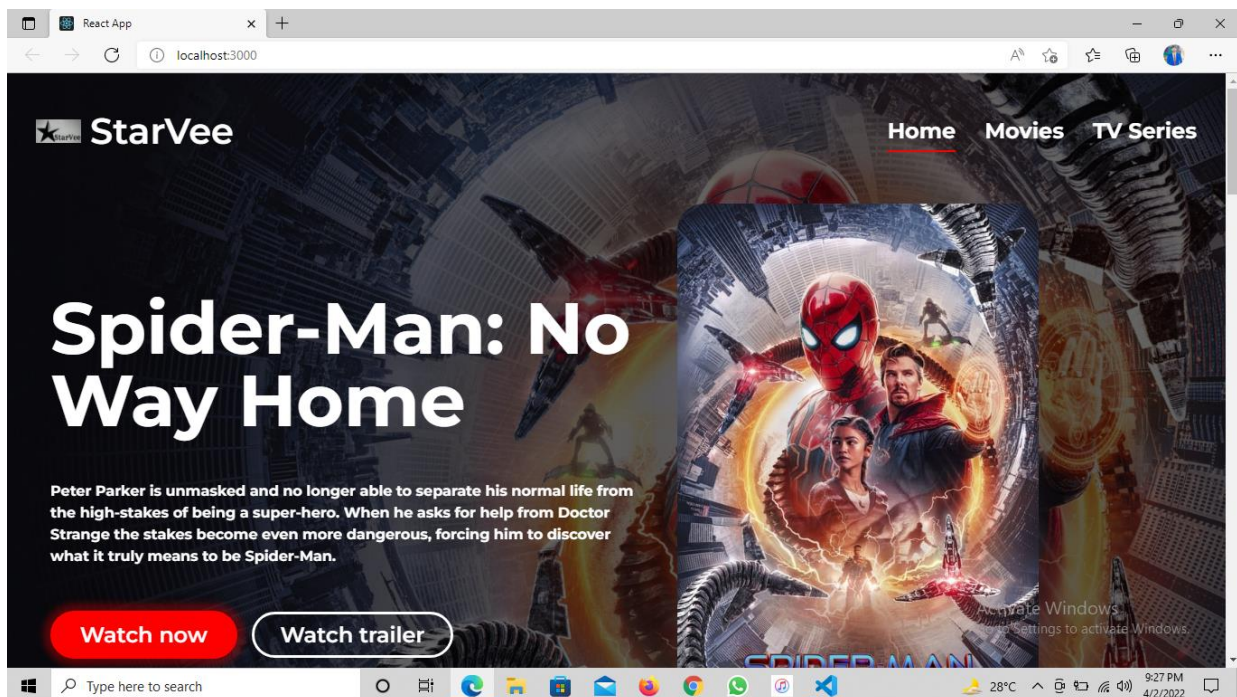 React App
localhost:3000
StarVee StarVee
Home Movies TV Series
Spider-Man: No
Way Home
Peter Parker is unmasked and no longer able to separate his normal life from
the high-stakes of being a super-hero. When he asks for help from Doctor
Strange the stakes become even more dangerous, forcing him to discover
what it truly means to be Spider-Man.
Watch now Watch trailer
SPIDER-MAN
Activate Windows
Go to Settings to activate Windows.
Type here to search
28°C
9:27 PM
4/2/2022